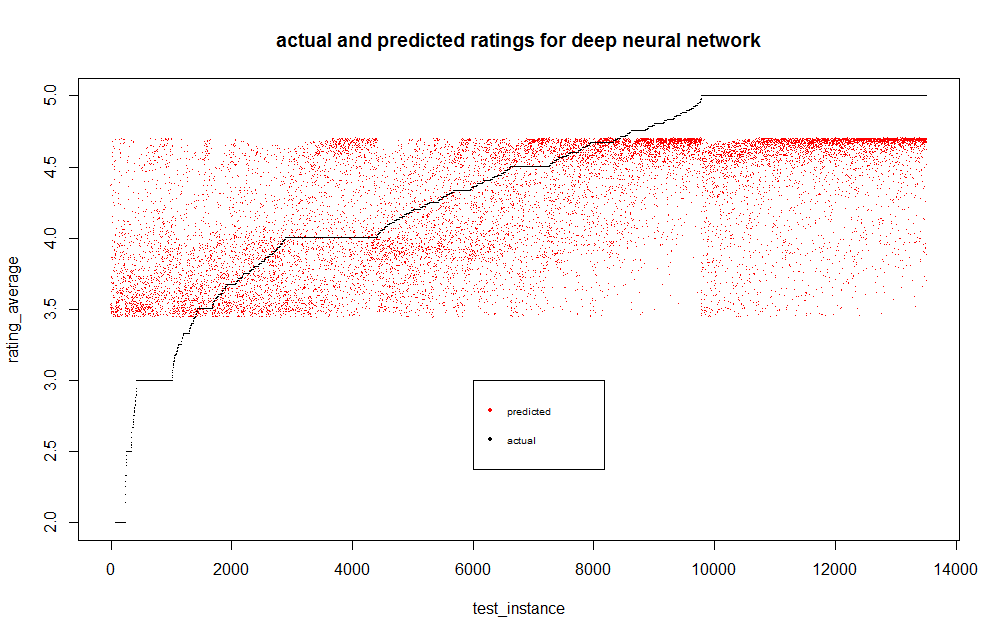 actual and predicted ratings for deep neural network
rating_average
5.0
4.5
4.0
3.5
3.0
2.5
2.0
predicted
actual
0 2000 4000 6000 8000 10000 12000 14000
test_instance